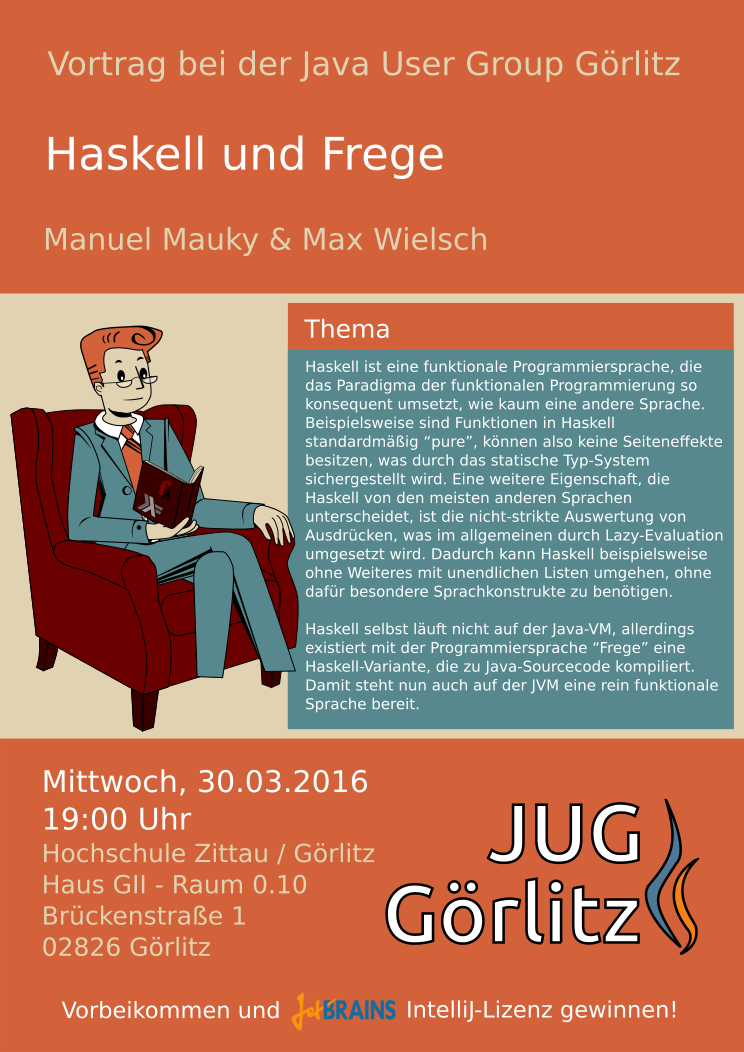 Vortrag bei der Java User Group Görlitz
Haskell und Frege
Manuel Mauky & Max Wielsch
Thema
Haskell ist eine funktionale Programmiersprache, die
das Paradigma der funktionalen Programmierung so
konsequent umsetzt, wie kaum eine andere Sprache.
Beispielsweise sind Funktionen in Haskell
standardmäßig “pure”, können also keine Seiteneffekte
besitzen, was durch das statische Typ-System
sichergestellt wird. Eine weitere Eigenschaft, die
Haskell von den meisten anderen Sprachen
unterscheidet, ist die nicht-strikte Auswertung von
Ausdrücken, was im allgemeinen durch Lazy-Evaluation
umgesetzt wird. Dadurch kann Haskell beispielsweise
ohne Weiteres mit unendlichen Listen umgehen, ohne
dafür besondere Sprachkonstrukte zu benötigen.
Haskell selbst läuft nicht auf der Java-VM, allerdings
existiert mit der Programmiersprache “Frege” eine
Haskell-Variante, die zu Java-Sourcecode kompiliert.
Damit steht nun auch auf der JVM eine rein funktionale
Sprache bereit.
Mittwoch, 30.03.2016
19:00 Uhr
Hochschule Zittau / Görlitz
Haus GII - Raum 0.10
Brückenstraße 1
02826 Görlitz
JUG
Görlitz
Vorbeikommen und JetBRAINS IntelliJ-Lizenz gewinnen!